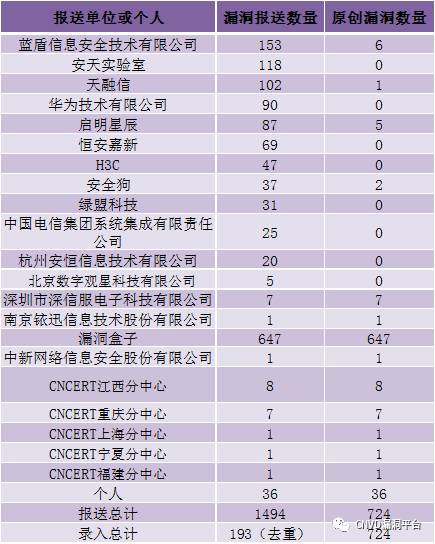 报送单位或个人 漏洞报送数量 原创漏洞数量
蓝盾信息安全技术有限公司 153 6
安天实验室 118 0
天融信 102 1
华为技术有限公司 90 0
启明星辰 87 5
恒安嘉新 69 0
H3C 47 0
安全狗 37 2
绿盟科技 31 0
中国电信集团系统集成有限责任
公司 25 0
杭州安恒信息技术有限公司 20 0
北京数字观星科技有限公司 5 0
深圳市深信服电子科技有限公司 7 7
南京铱迅信息技术股份有限公司 1 1
漏洞盒子 647 647
中新网络信息安全股份有限公司 1 1
CNCERT江西分中心 8 8
CNCERT重庆分中心 7 7
CNCERT上海分中心 1 1
CNCERT宁夏分中心 1 1
CNCERT福建分中心 1 1
个人 36 36
报送总计 1494 724
录入总计 193（去重） 724
CNVD漏洞平台